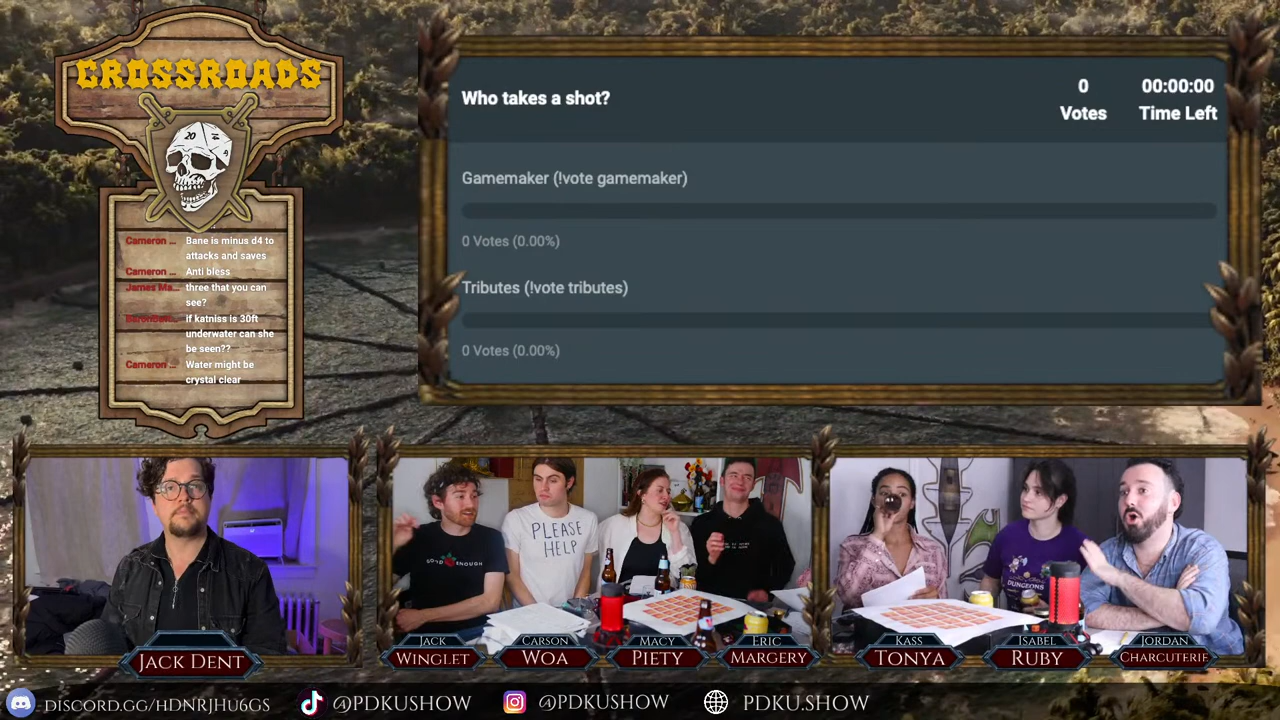 CROSSROADS
20
Cameron ... Bane is minus d4 to
attacks and saves
Cameron ... Anti bless
James Ma... three that you can
see?
if katniss is 30ft
underwater can she
be seen??
Cameron ... Water might be
crystal clear
Who takes a shot?
0
Votes
00:00:00
Time Left
Gamemaker (!vote gamemaker)
0 Votes (0.00%)
Tributes (!vote tributes)
0 Votes (0.00%)
PLEASE
HELP
DUNGEONS
JACK DENT
JACK
WINGLET
CARSON
WOA
MACY
PIETY
ERIC
MARGERY
KASS
TONYA
ISABEL
RUBY
JORDAN
CHARCUTERIE
DISCORD.GG/HDNRJHU6GS
@PDKUSHOW
@PDKUSHOW
PDKU.SHOW